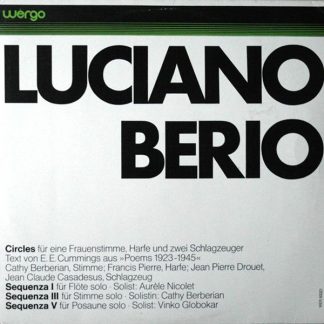 wergo
LUCIANO
BERIO
Circles für eine Frauenstimme, Harfe und zwei Schlagzeuger
Text von E. E. Cummings aus »Poems 1923-1945«
Cathy Berberian, Stimme; Francis Pierre, Harfe; Jean Pierre Drouet,
Jean Claude Casadesus, Schlagzeug
Sequenza I für Flöte solo · Solist: Aurèle Nicolet
Sequenza III für Stimme solo · Solistin: Cathy Berberian
Sequenza V für Posaune solo · Solist: Vinko Globokar